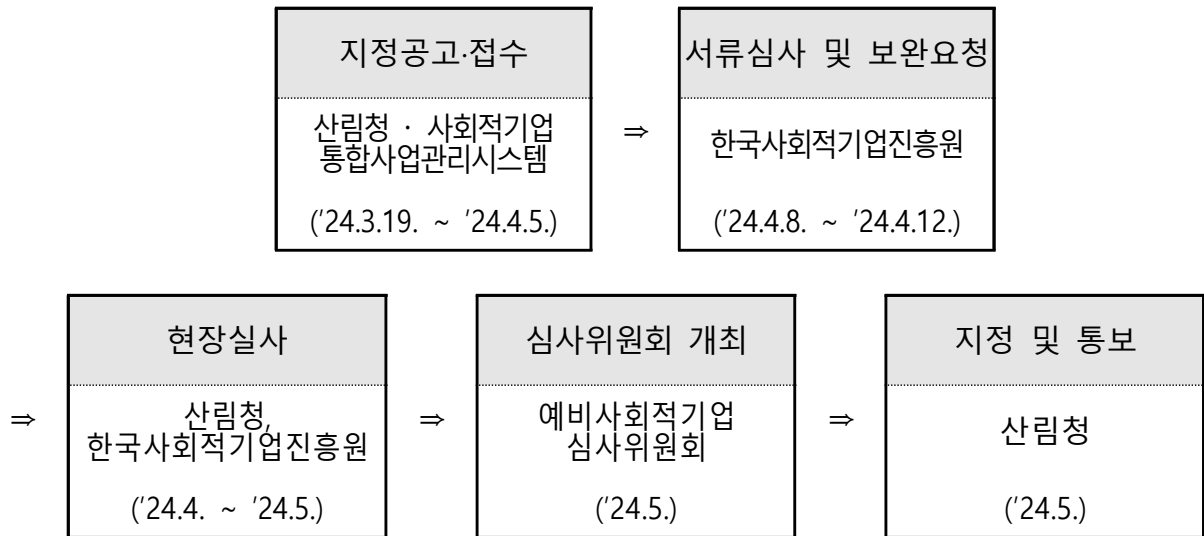 지정공고·접수
산림청 · 사회적기업
통합사업관리시스템
('24.3.19. ~ '24.4.5.)
⇒
서류심사 및 보완요청
한국사회적기업진흥원
('24.4.8. ~ '24.4.12.)
⇒
현장실사
산림청,
한국사회적기업진흥원
('24.4. ~ '24.5.)
⇒
심사위원회 개최
예비사회적기업
심사위원회
('24.5.)
⇒
지정 및 통보
산림청
('24.5.)